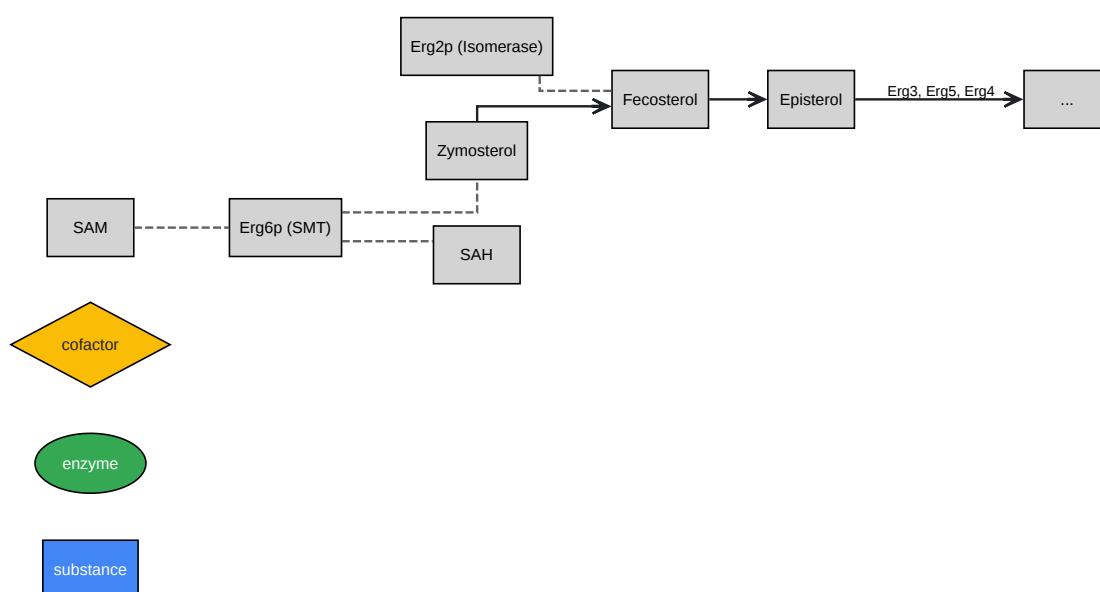 Erg2p (Isomerase)
Fecosterol
Episterol
Erg3, Erg5, Erg4
...
Zymosterol
SAM
Erg6p (SMT)
SAH
cofactor
enzyme
substance